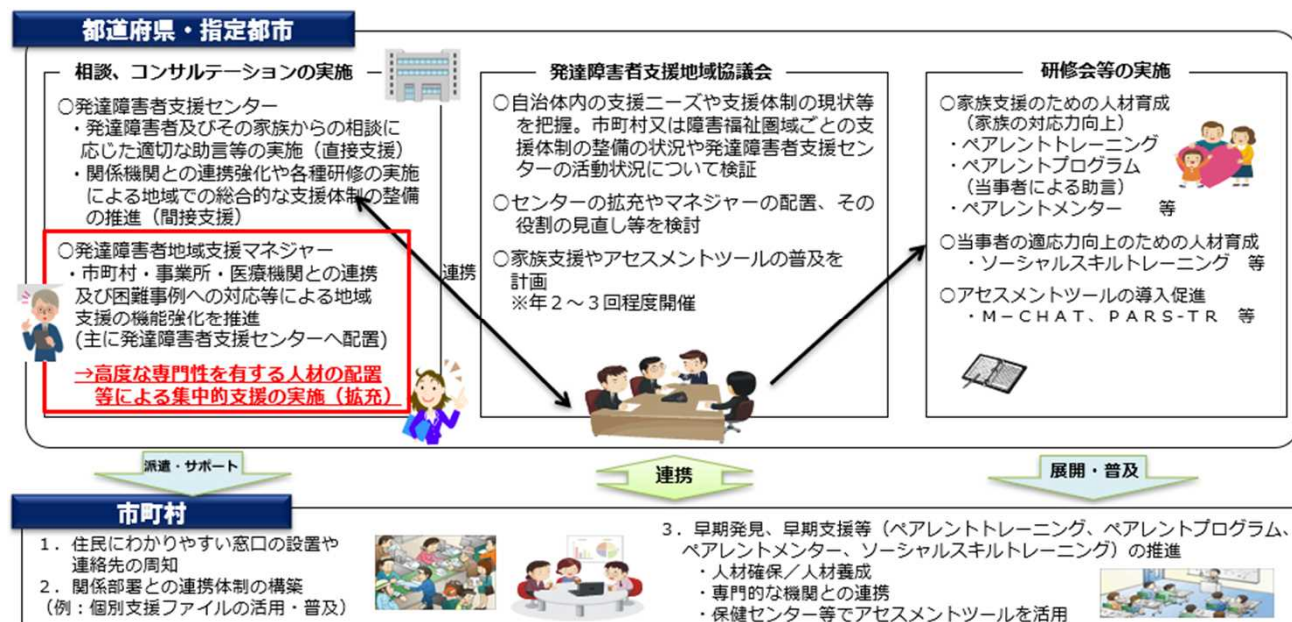 都道府県・指定都市
相談、コンサルテーションの実施
○発達障害者支援センター
・発達障害者及びその家族からの相談に
応じた適切な助言等の実施（直接支援）
・関係機関との連携強化や各種研修の実施
による地域での総合的な支援体制の整備
の推進（間接支援）
○発達障害者地域支援マネジャー
・市町村・事業所・医療機関との連携
及び困難事例への対応等による地域
支援の機能強化を推進
(主に発達障害者支援センターへ配置)
→高度な専門性を有する人材の配置
等による集中的支援の実施（拡充）
連携
発達障害者支援地域協議会
○自治体内の支援ニーズや支援体制の現状等
を把握。市町村又は障害福祉圏域ごとの支
援体制の整備の状況や発達障害者支援セン
ターの活動状況について検証
○センターの拡充やマネジャーの配置、その
役割の見直し等を検討
○家族支援やアセスメントツールの普及を
計画
※年２～３回程度開催
研修会等の実施
○家族支援のための人材育成
（家族の対応力向上）
・ペアレントトレーニング
・ペアレントプログラム
（当事者による助言）
・ペアレントメンター　等
○当事者の適応力向上のための人材育成
・ソーシャルスキルトレーニング　等
○アセスメントツールの導入促進
・Ｍ－ＣＨＡＴ、ＰＡＲＳ-ＴＲ　等
派遣・サポート
連携
展開・普及
市町村
１．住民にわかりやすい窓口の設置や
連絡先の周知
２．関係部署との連携体制の構築
（例：個別支援ファイルの活用・普及）
３．早期発見、早期支援等（ペアレントトレーニング、ペアレントプログラム、
ペアレントメンター、ソーシャルスキルトレーニング）の推進
・人材確保／人材養成
・専門的な機関との連携
・保健センター等でアセスメントツールを活用